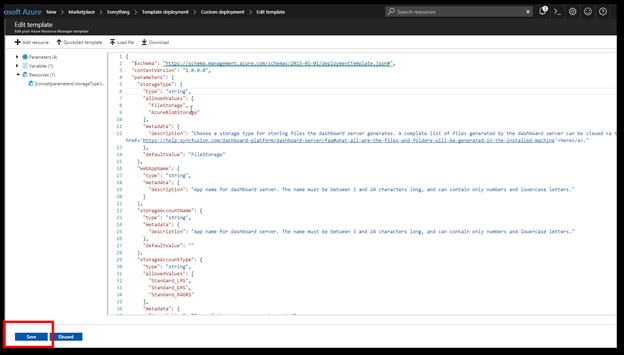 osoft Azure New > Marketplace > Everything > Template deployment > Custom deployment > Edit template
Search resources
Edit template
Edit your Azure Resource Manager template
Add resource Quickstart template Load file Download
Parameters (4)
Variables (1)
Resources (1)
[concat(parameters('storageType')...
1 {
2 "$schema": "https://schema.management.azure.com/schemas/2015-01-01/deploymentTemplate.json#",
3 "contentVersion": "1.0.0.0",
4 "parameters": {
5 "storageType": {
6 "type": "string",
7 "allowedValues": [
8 "FileStorage",
9 "AzureBlobStorage"
10 ],
11 "metadata": {
12 "description": "Choose a storage type for storing files the dashboard server generates. A complete list of files generated by the dashboard server can be viewed <a
href='https://help.syncfusion.com/dashboard-platform/dashboard-server/faq#what-all-are-the-files-and-folders-will-be-generated-in-the-installed-machine'>here</a>."
13 },
14 "defaultValue": "FileStorage"
15 },
16 "WebAppName": {
17 "type": "string",
18 "metadata": {
19 "description": "App name for dashboard server. The name must be between 3 and 24 characters long, and can contain only numbers and lowercase letters."
20 }
21 },
22 "storageAccountName": {
23 "type": "string",
24 "metadata": {
25 "description": "App name for dashboard server. The name must be between 3 and 24 characters long, and can contain only numbers and lowercase letters."
26 },
27 "defaultValue": ""
28 },
29 "storageAccountType": {
30 "type": "string",
31 "allowedValues": [
32 "Standard_LRS",
33 "Standard_GRS",
34 "Standard_RAGRS"
35 ],
36 "metadata": {
Save Discard